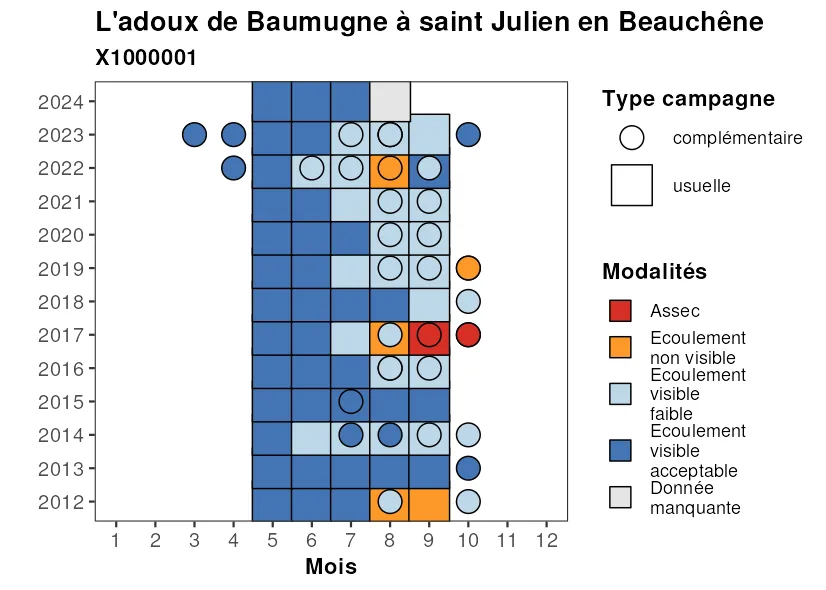 L'adoux de Baumugne à saint Julien en Beauchêne
X1000001
2024
2023
2022
2021
2020
2019
2018
2017
2016
2015
2014
2013
2012
1 2 3 4 5 6 7 8 9 10 11 12
Mois
Type campagne
complémentaire
usuelle
Modalités
Assec
Ecoulement
non visible
Ecoulement
visible
faible
Ecoulement
visible
acceptable
Donnée
manquante